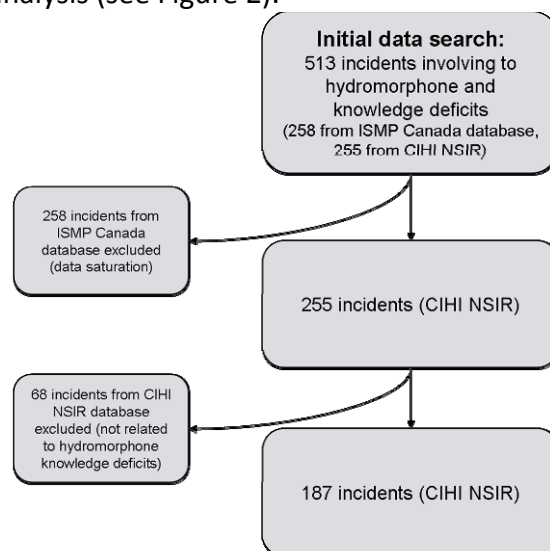 analysis (see Figure 2).
Initial data search:
513 incidents involving to
hydromorphone and
knowledge deficits
(258 from ISMP Canada database,
255 from CIHI NSIR)
258 incidents from
ISMP Canada
database excluded
(data saturation)
255 incidents (CIHI NSIR)
68 incidents from CIHI
NSIR database
excluded (not related
to hydromorphone
knowledge deficits)
187 incidents (CIHI NSIR)